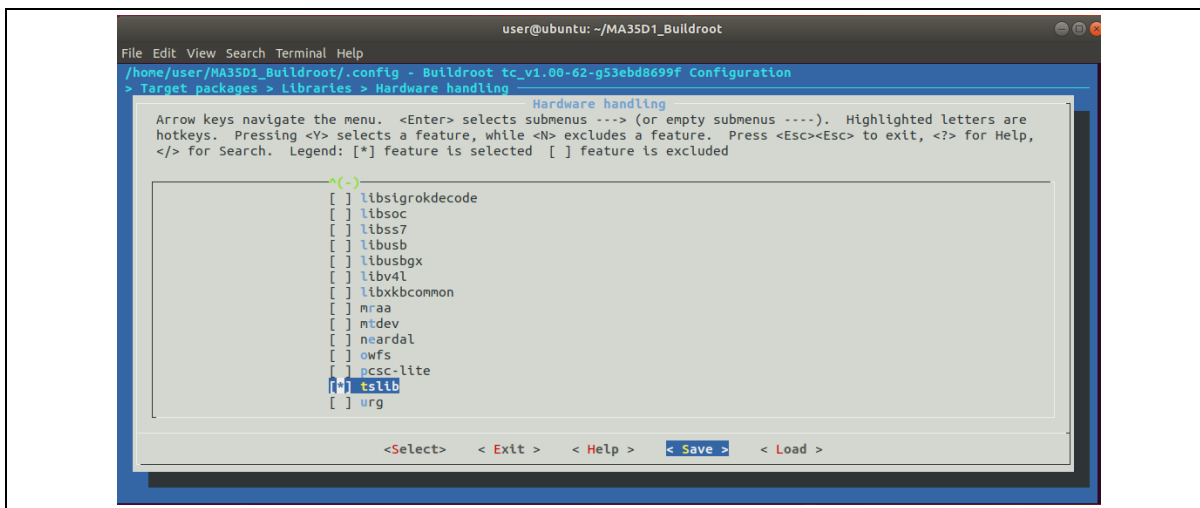 user@ubuntu: ~/MA35D1_Buildroot
File Edit View Search Terminal Help
/home/user/MA35D1_Buildroot/.config - Buildroot tc_v1.00-62-g53ebd8699f Configuration
> Target packages > Libraries > Hardware handling
Hardware handling
Arrow keys navigate the menu. <Enter> selects submenus ---> (or empty submenus ----). Highlighted letters are
hotkeys. Pressing <Y> selects a feature, while <N> excludes a feature. Press <Esc><Esc> to exit, <?> for Help,
</> for Search. Legend: [*] feature is selected [ ] feature is excluded
^(-)
[ ] libsigrokdecode
[ ] libsoc
[ ] libss7
[ ] libusb
[ ] libusbgx
[ ] libv4l
[ ] libxkbcommon
[ ] mraa
[ ] mtdev
[ ] neardal
[ ] owfs
[ ] pcsc-lite
[*] tslib
[ ] urg
<Select> < Exit > < Help > < Save > < Load >